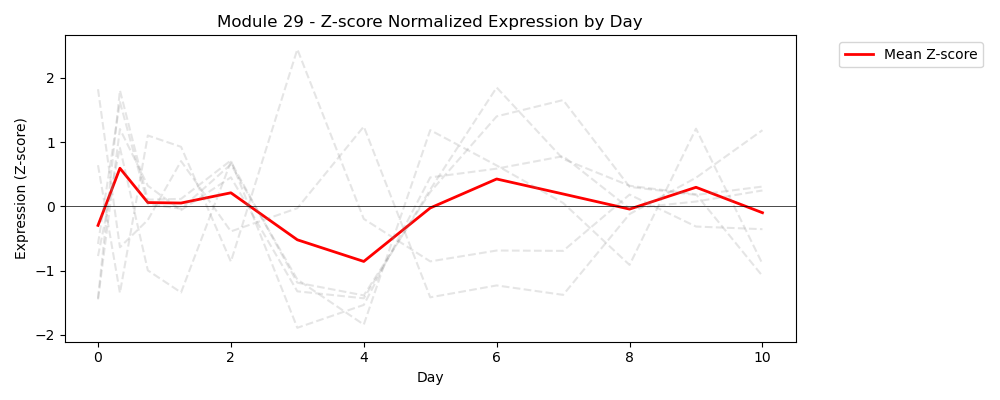 Module 29 - Z-score Normalized Expression by Day
Mean Z-score
Expression (Z-score)
2
1
0
−1
−2
0 2 4 6 8 10
Day